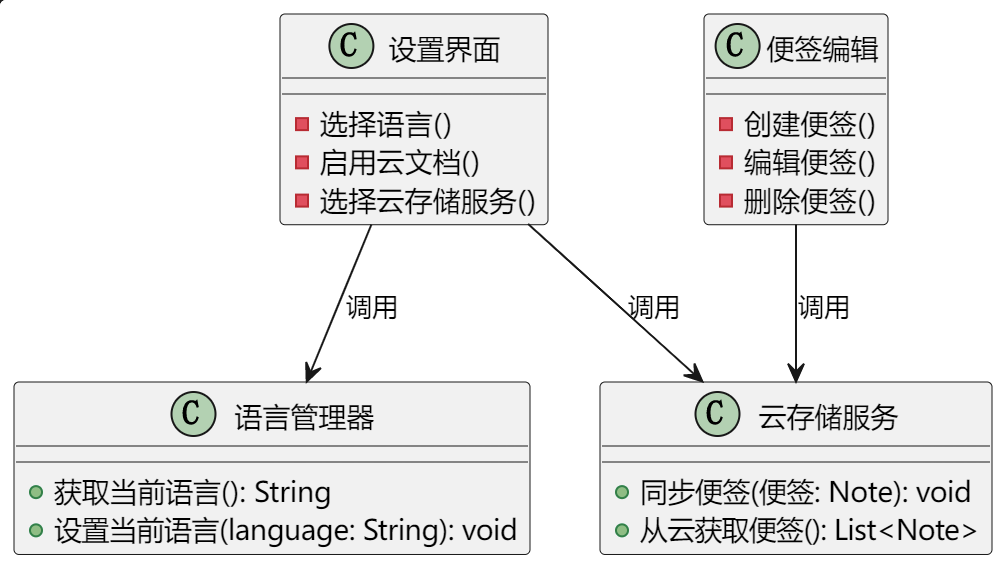 C 设置界面
选择语言()
启用云文档()
选择云存储服务()
C 便签编辑
创建便签()
编辑便签()
删除便签()
调用
调用
调用
C 语言管理器
获取当前语言(): String
设置当前语言(language: String): void
C 云存储服务
同步便签(便签: Note): void
从云获取便签(): List<Note>